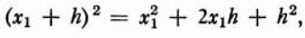 (x₁ + h)² = x₁² + 2x₁h + h²,